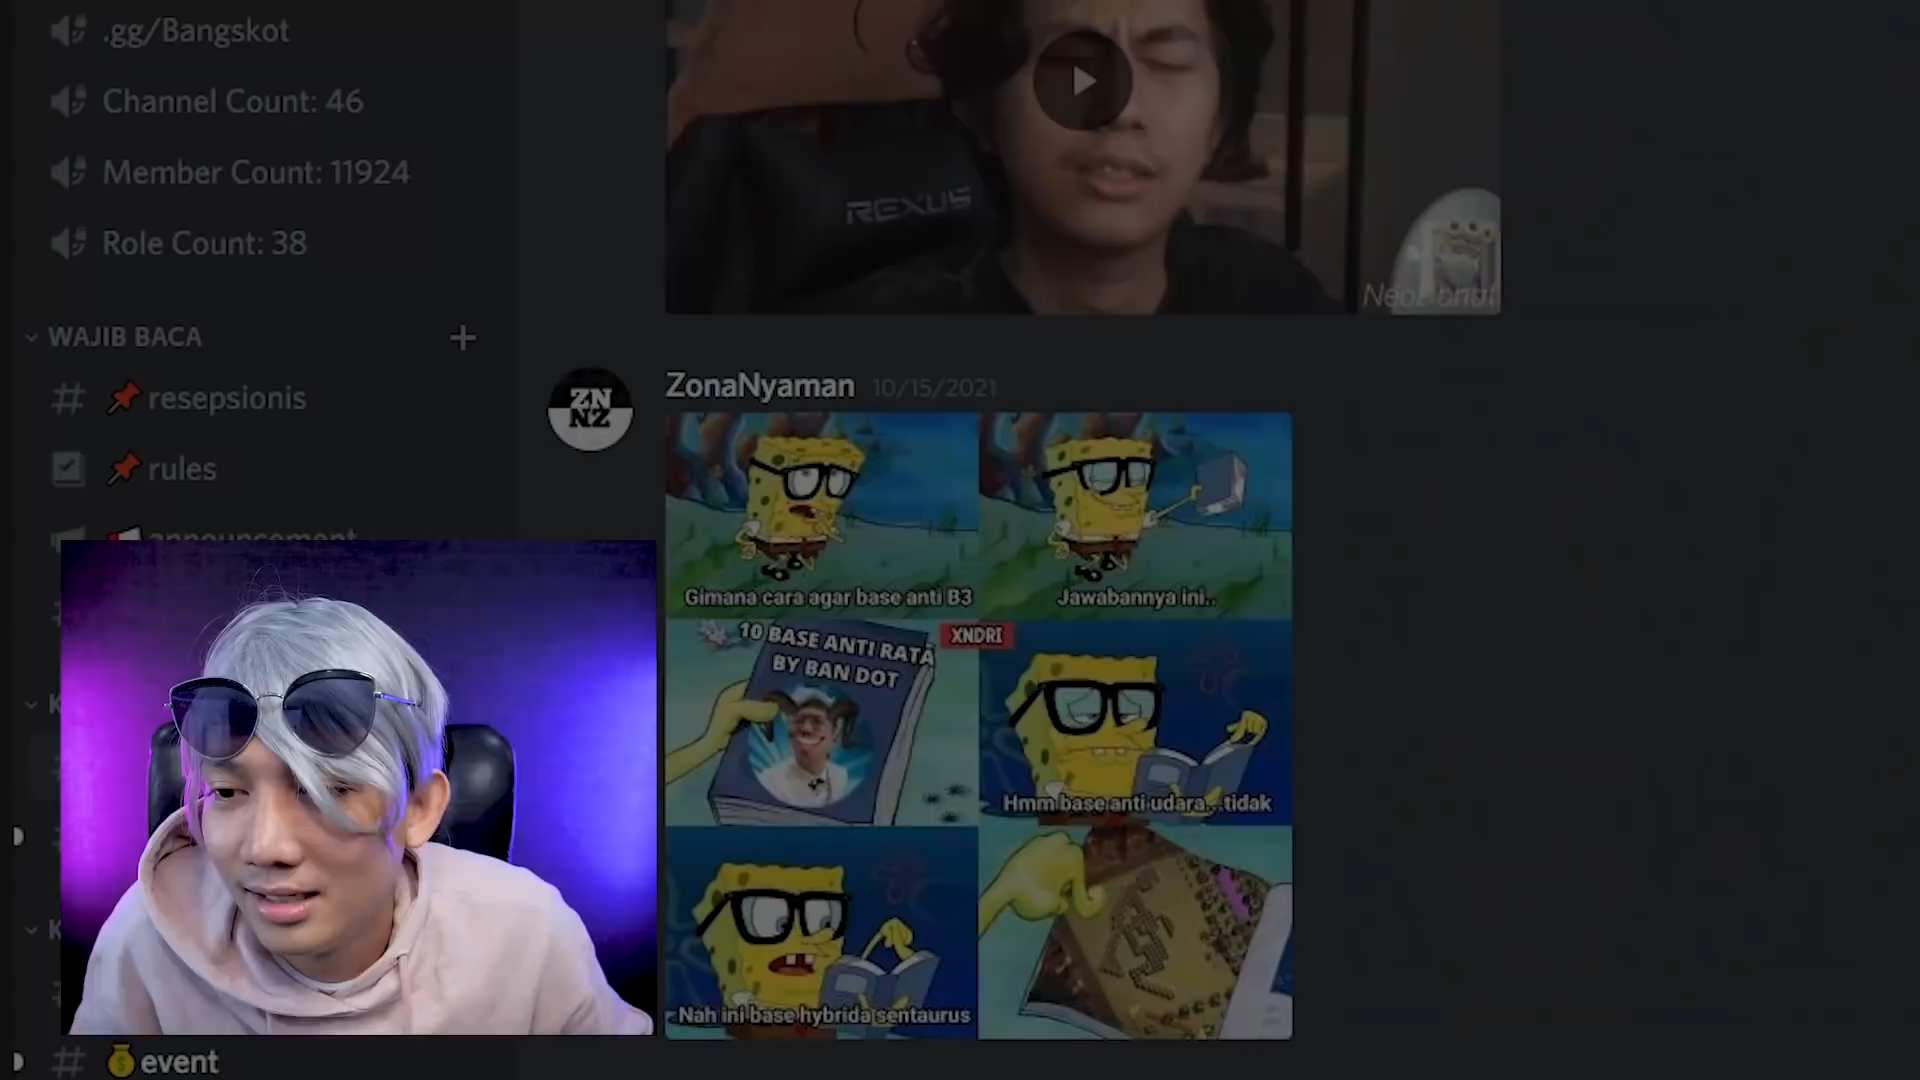 .gg/Bangskot
Channel Count: 46
Member Count: 11924
Role Count: 38
WAJIB BACA
resepsionis
rules
announcement
K
K
event
REXUS
ZonaNyaman 10/15/2021
ZN
NZ
Gimana cara agar base anti B3
Jawabannya ini..
10 BASE ANTI RATA
BY BAN DOT
XNDRI
Hmm base anti udara...tidak
Nah ini base hybrida sentaurus